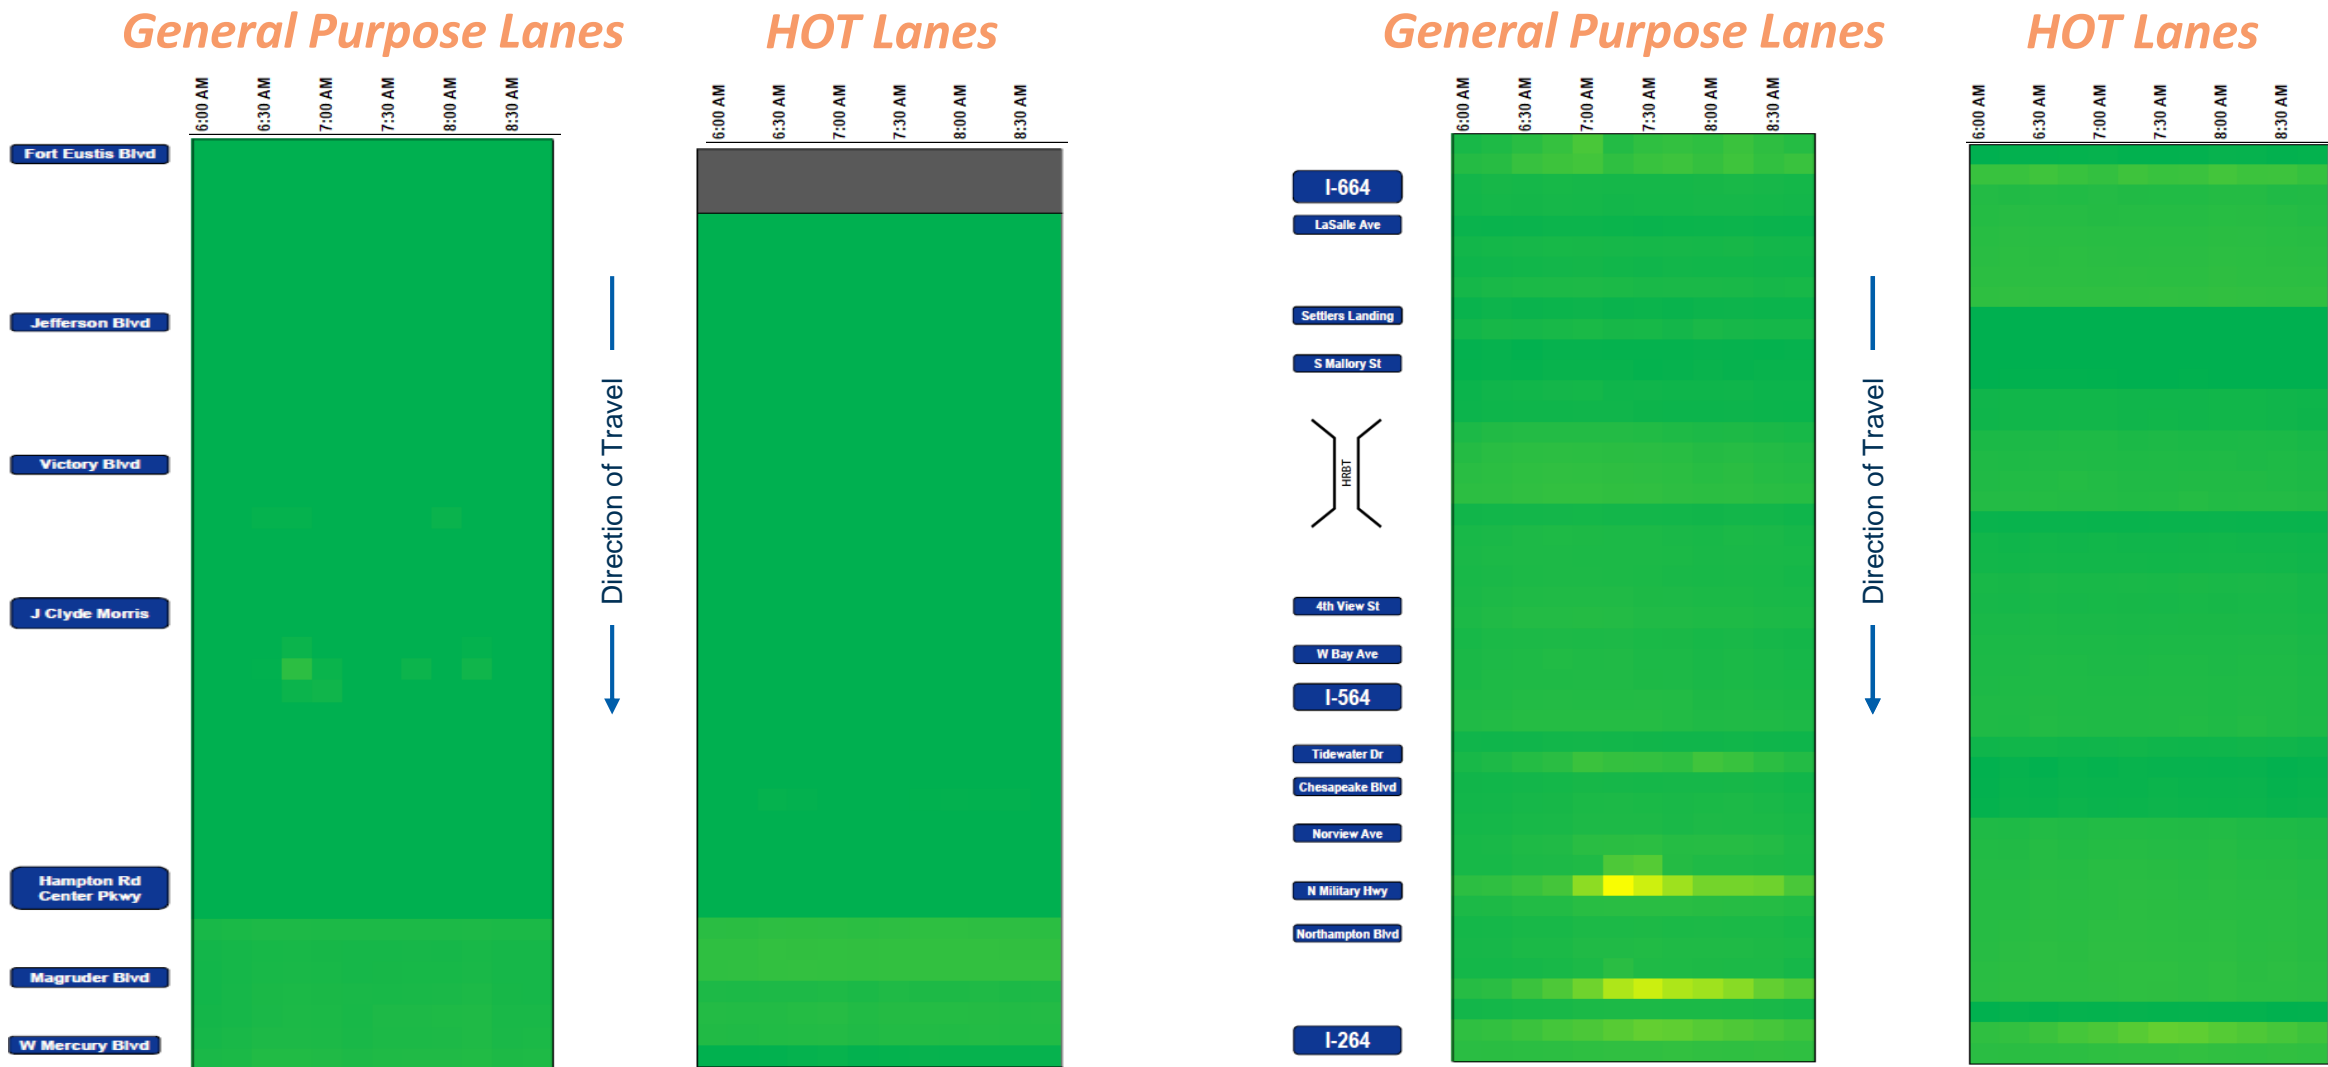 General Purpose Lanes
HOT Lanes
6:00 AM
6:30 AM
7:00 AM
7:30 AM
8:00 AM
8:30 AM
6:00 AM
6:30 AM
7:00 AM
7:30 AM
8:00 AM
8:30 AM
Fort Eustis Blvd
Jefferson Blvd
Victory Blvd
J Clyde Morris
Hampton Rd
Center Pkwy
Magruder Blvd
W Mercury Blvd
Direction of Travel
General Purpose Lanes
HOT Lanes
6:00 AM
6:30 AM
7:00 AM
7:30 AM
8:00 AM
8:30 AM
6:00 AM
6:30 AM
7:00 AM
7:30 AM
8:00 AM
8:30 AM
I-664
LaSalle Ave
Settlers Landing
S Mallory St
HRBT
4th View St
W Bay Ave
I-564
Tidewater Dr
Chesapeake Blvd
Norview Ave
N Military Hwy
Northampton Blvd
I-264
Direction of Travel